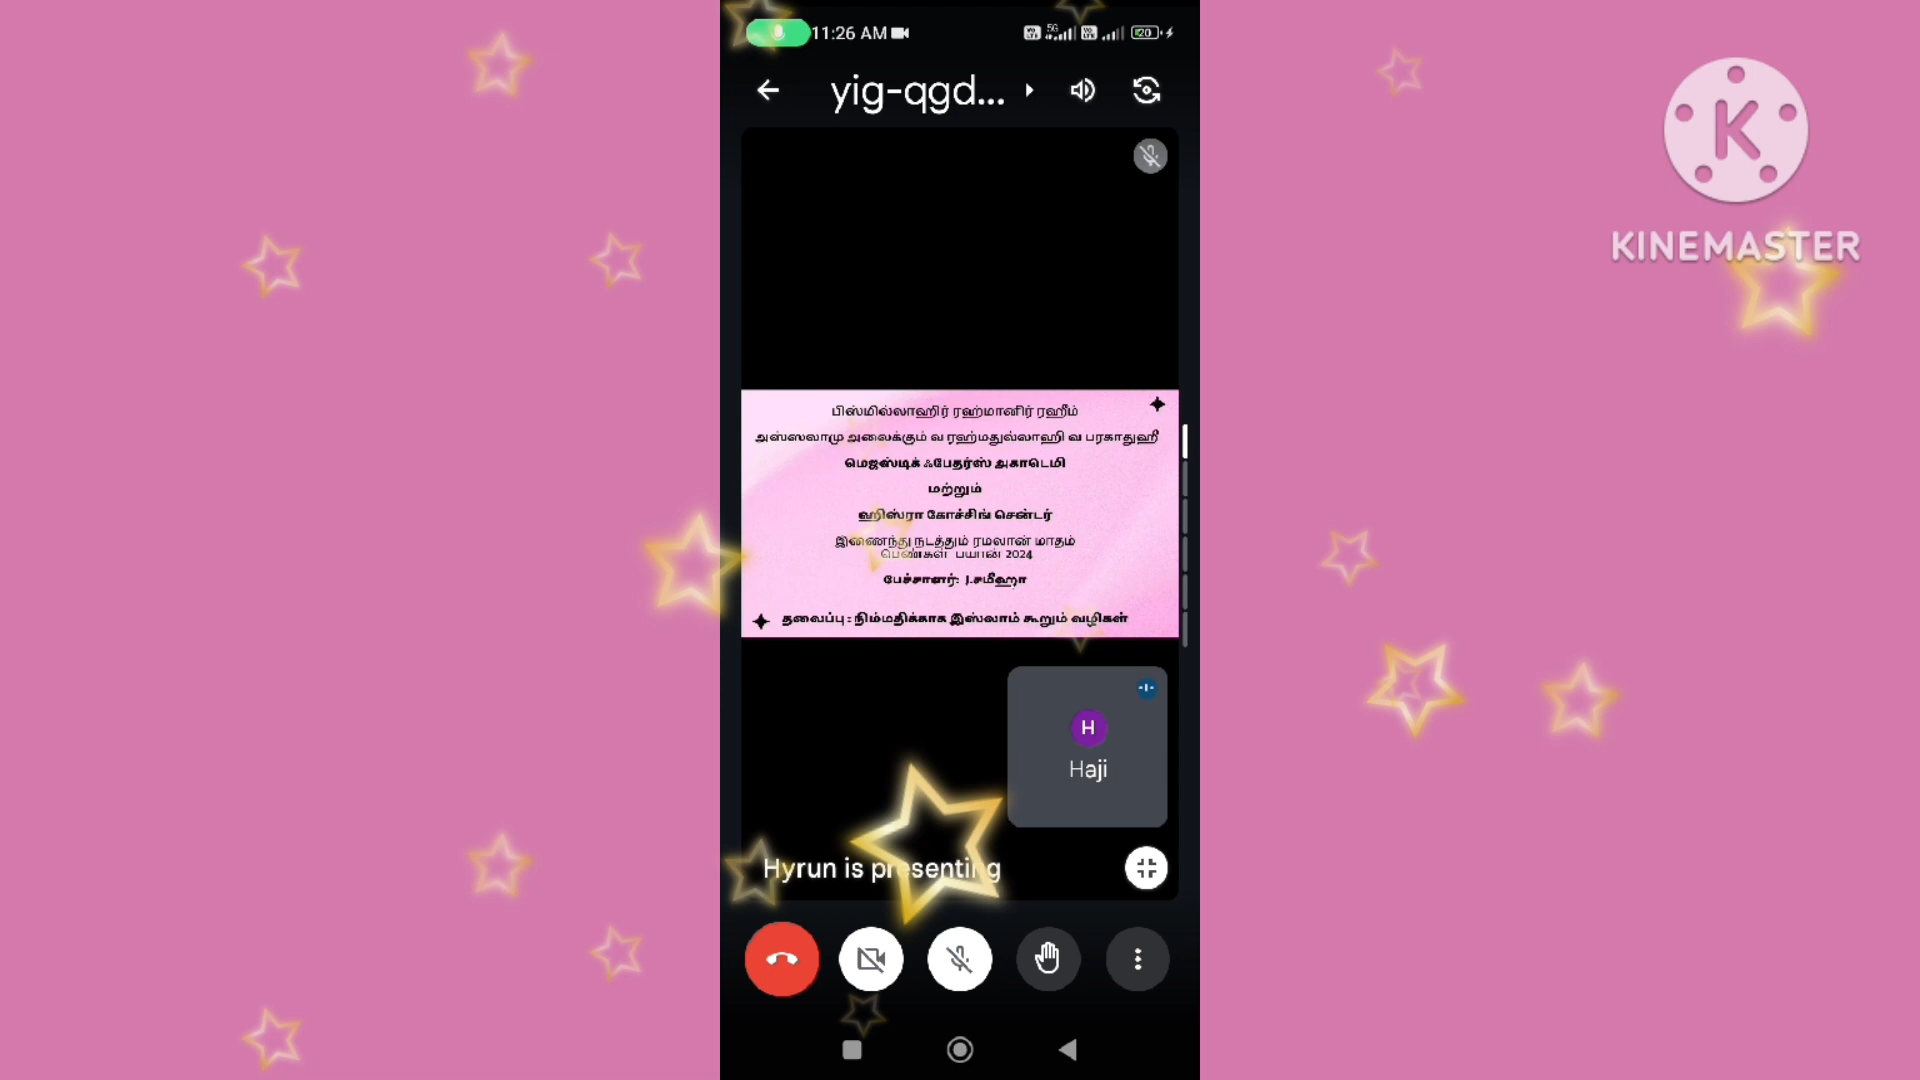 11:26 AM
5G
20
yig-qgd...
KINEMASTER
பிஸ்மில்லாஹிர் ரஹ்மானிர் ரஹீம்
அஸ்ஸலாமு அலைக்கும் வ ரஹ்மதுல்லாஹி வ பரகாதுஹீ
மெஜஸ்டிக் ஃபேதர்ஸ் அகாடெமி
மற்றும்
ஹிஸ்ரா கோச்சிங் சென்டர்
இணைந்து நடத்தும் ரமலான் மாதம்
பெண்கள் பயான் 2024
பேச்சாளர்: J.சமீஹா
தலைப்பு : நிம்மதிக்காக இஸ்லாம் கூறும் வழிகள்
H
Haji
Hyrun is presenting